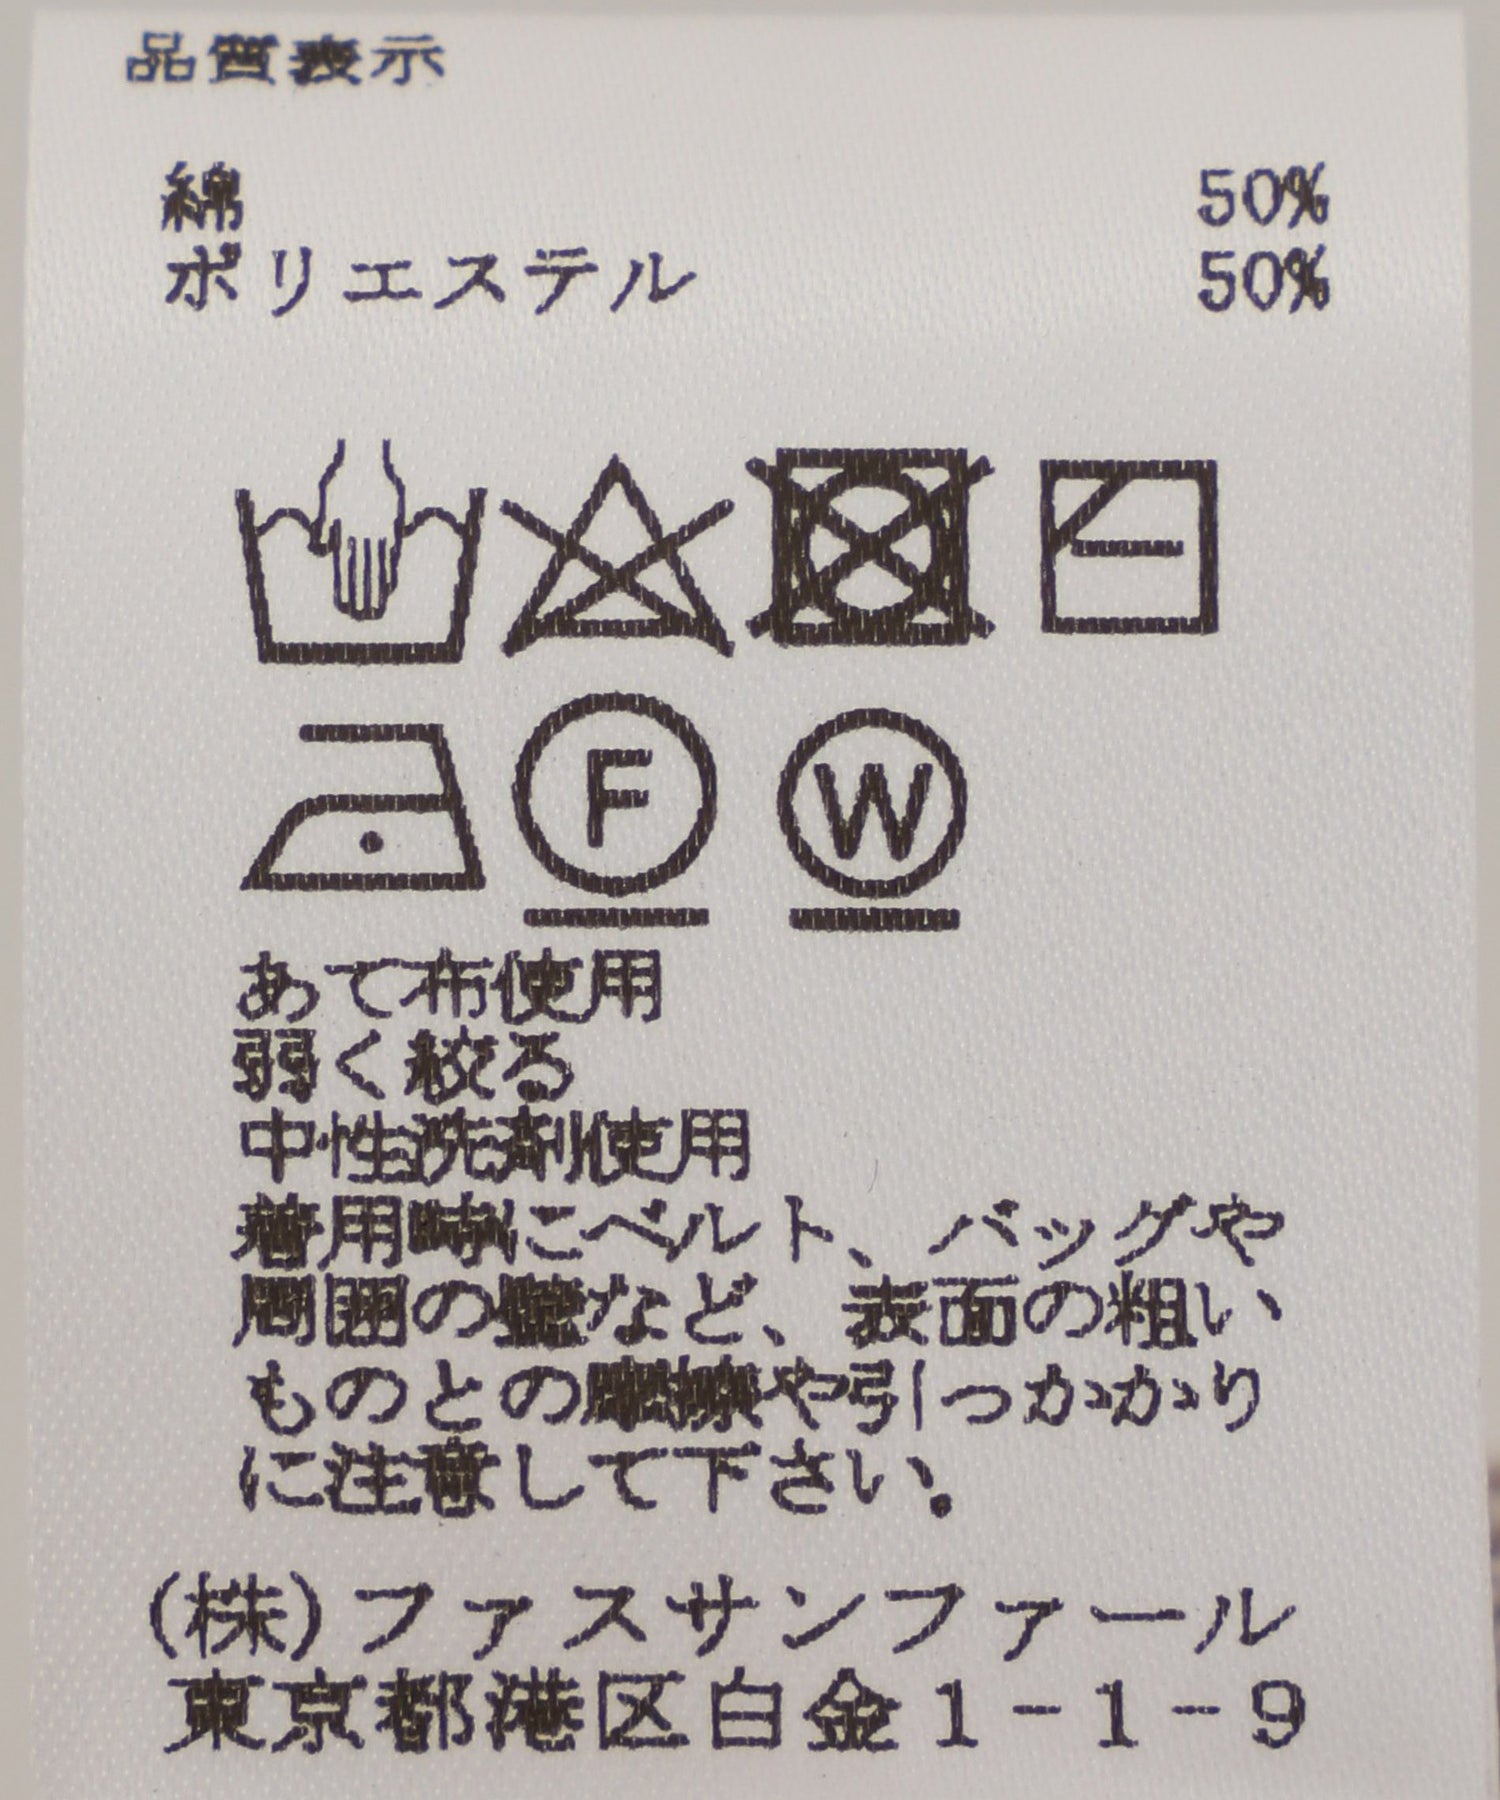 品質表示
綿 50%
ポリエステル 50%
F W
あて布使用
弱く絞る
中性洗剤使用
着用時にベルト、バッグや
周囲の壁など、表面の粗い
ものとの摩擦や引っかかり
に注意して下さい。
(株)ファスサンファール
東京都港区白金1-1-9